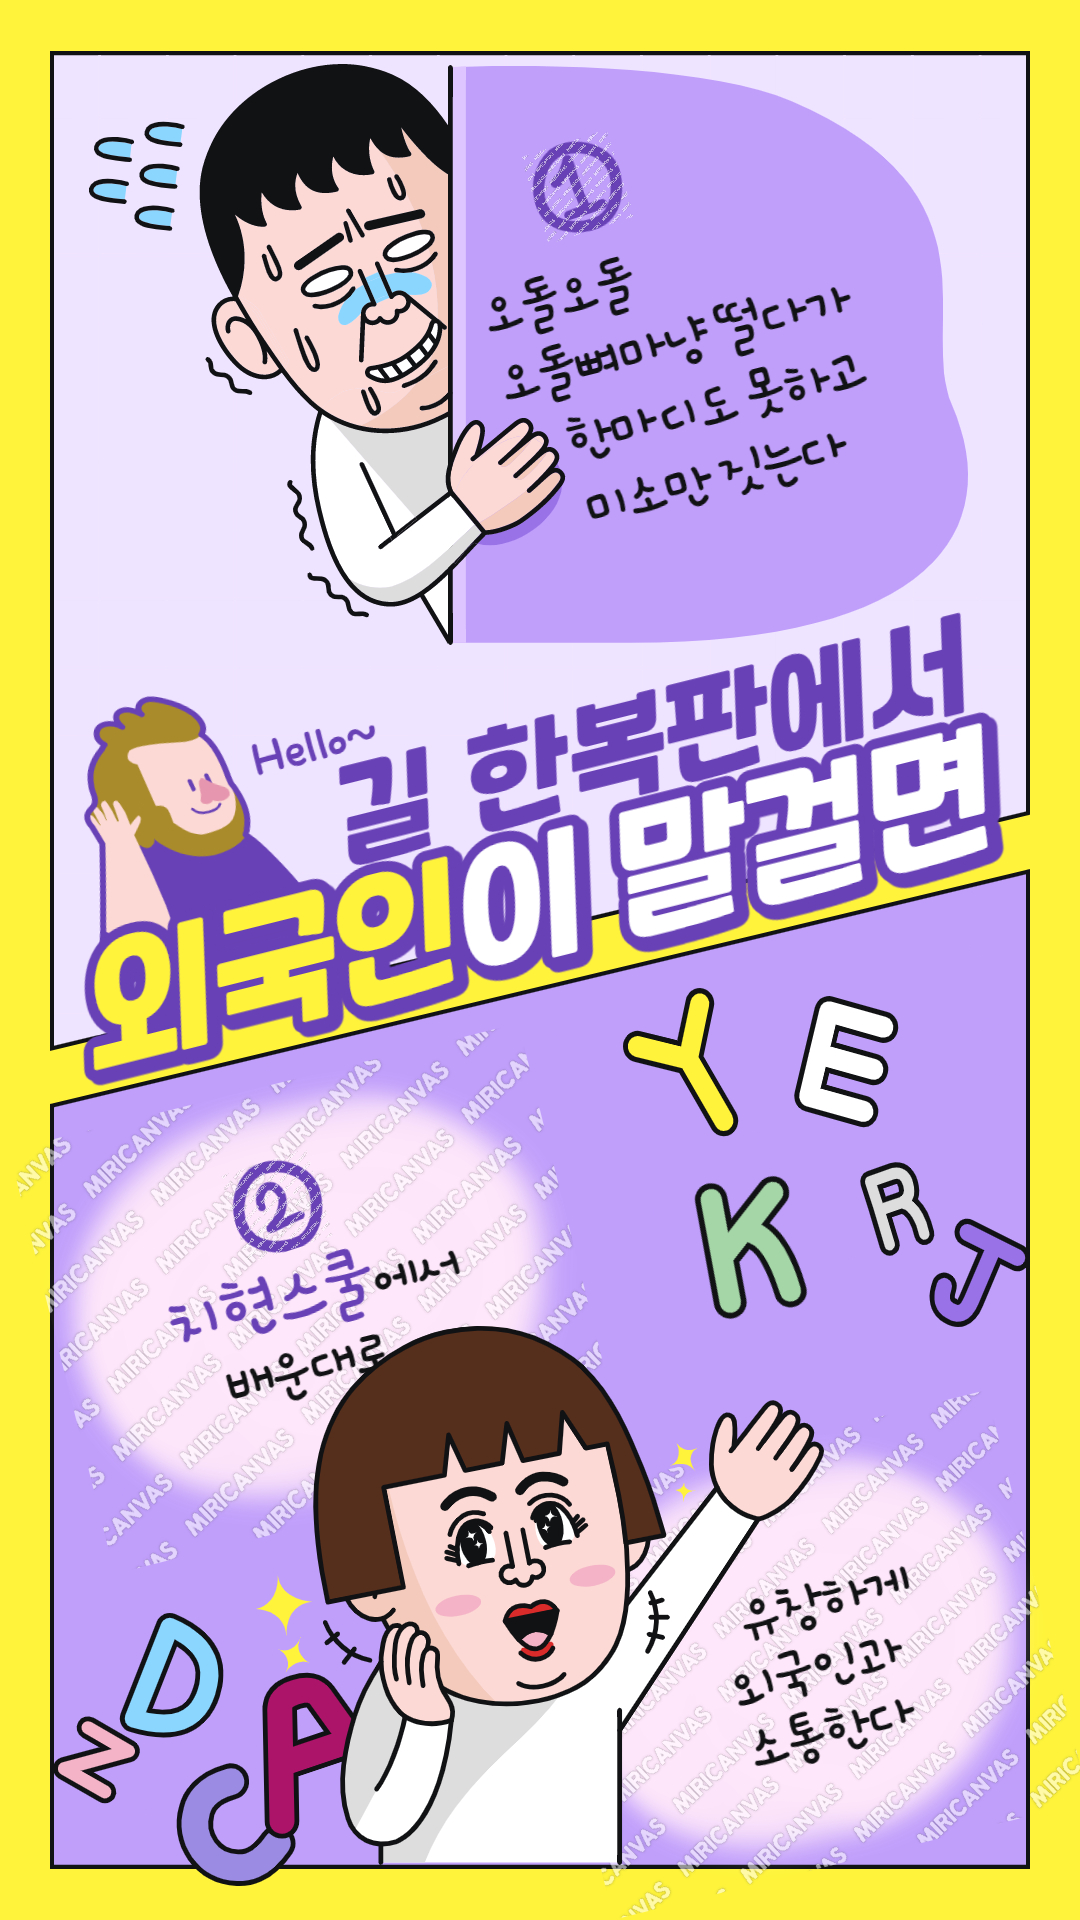 1
오돌오돌
오돌뼈마냥 떨다가
한마디도 못하고
미소만 짓는다
Hello~
길 한복판에서
외국인이 말걸면
Y E
K R J
2
치현스쿨에서
배운대로
유창하게
외국인과
소통한다
D
N C A
MIRICANVAS